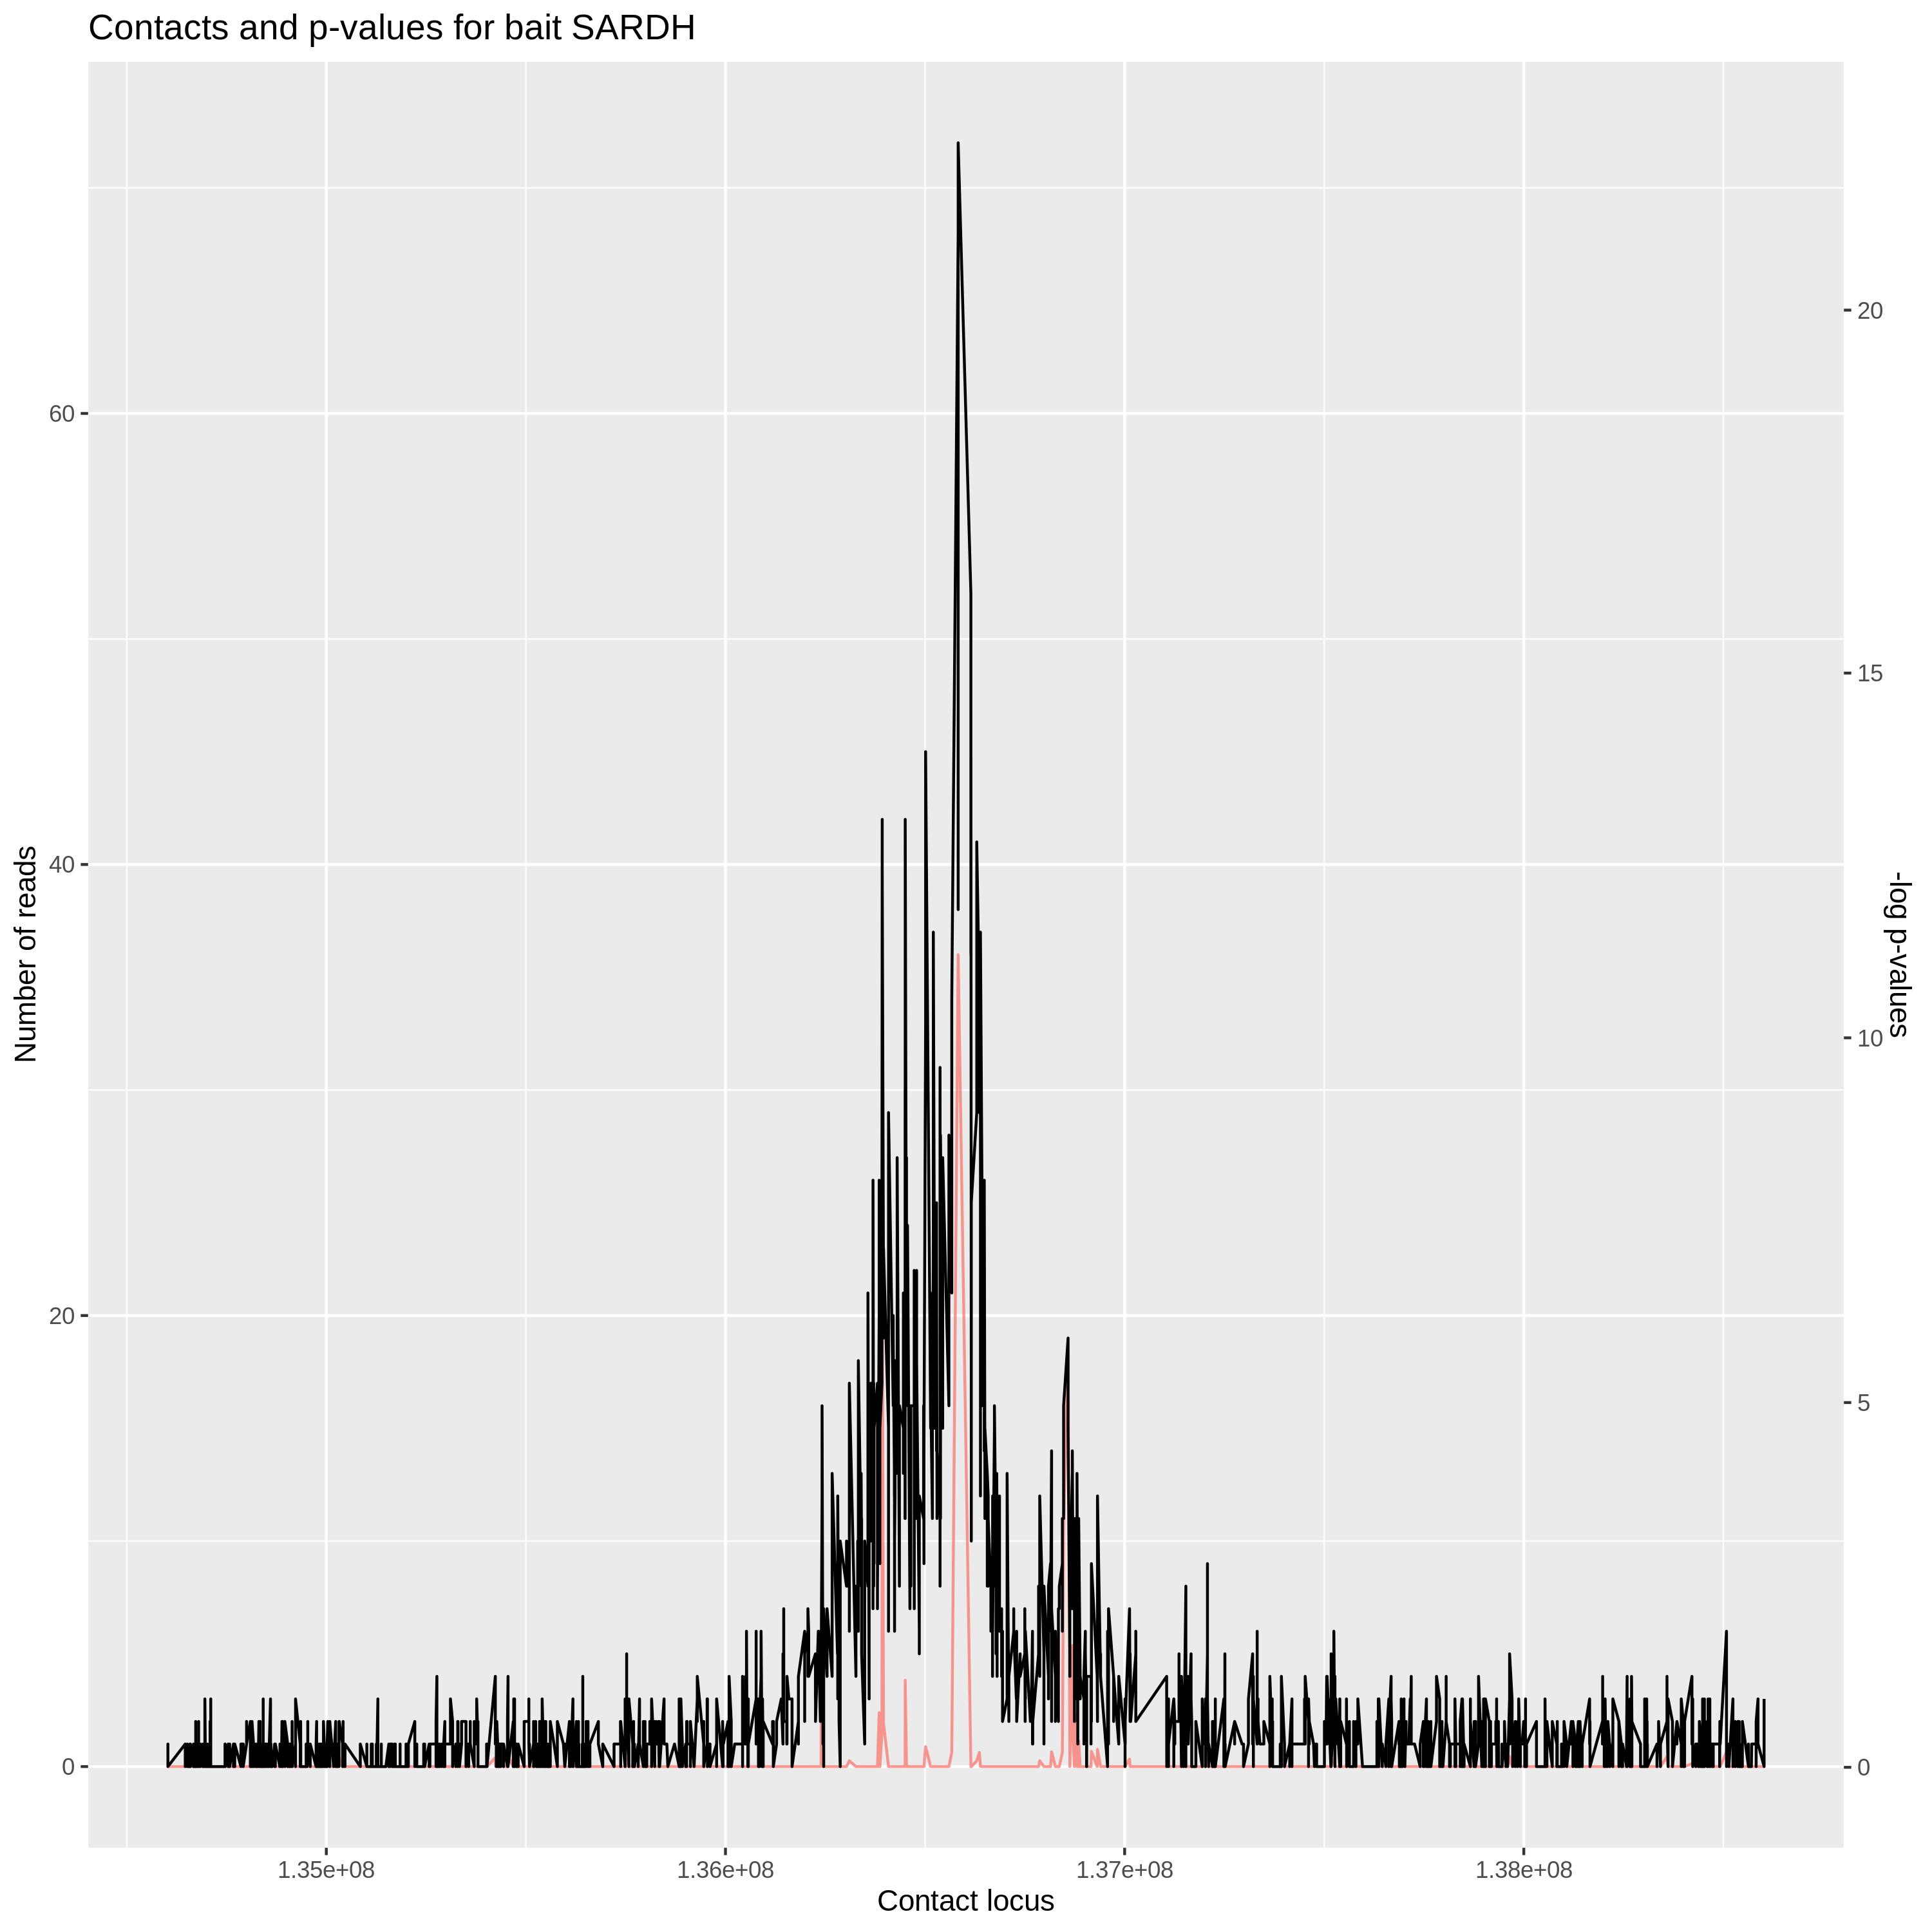 Contacts and p-values for bait SARDH
Number of reads
60
40
20
0
20
15
10
5
0
-log p-values
1.35e+08
1.36e+08
1.37e+08
1.38e+08
Contact locus